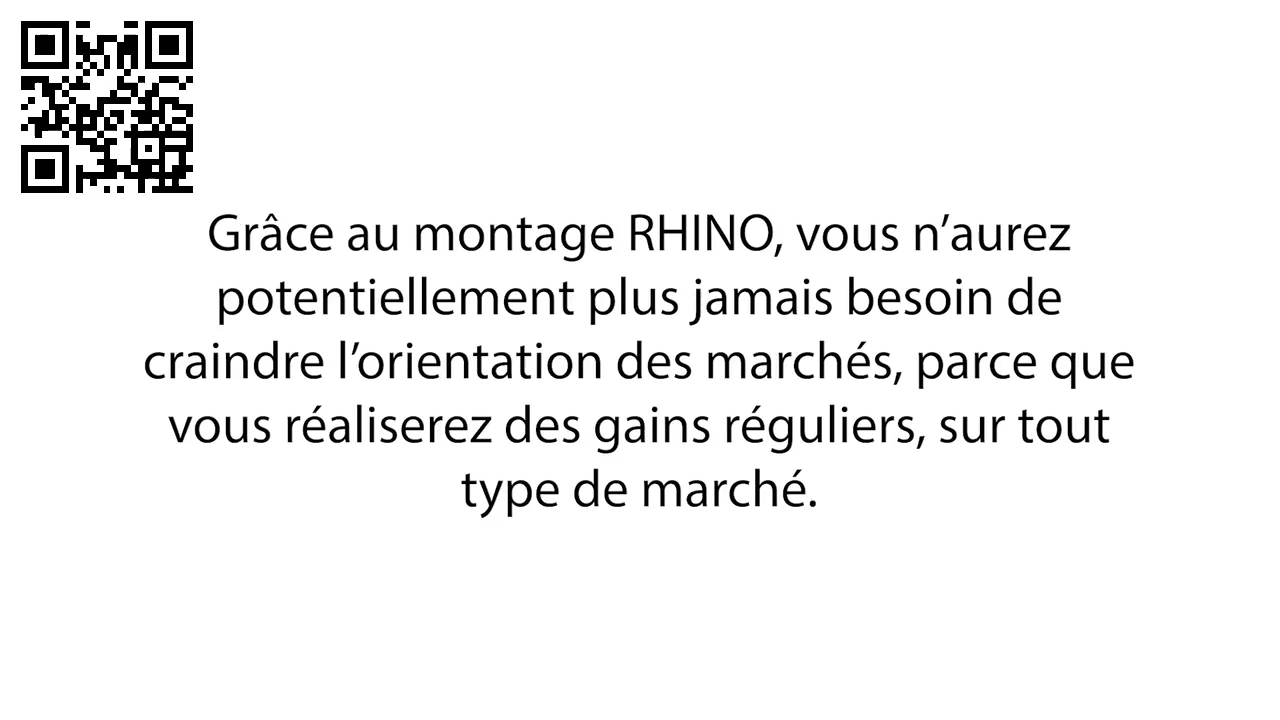 Grâce au montage RHINO, vous n’aurez
potentiellement plus jamais besoin de
craindre l’orientation des marchés, parce que
vous réaliserez des gains réguliers, sur tout
type de marché.